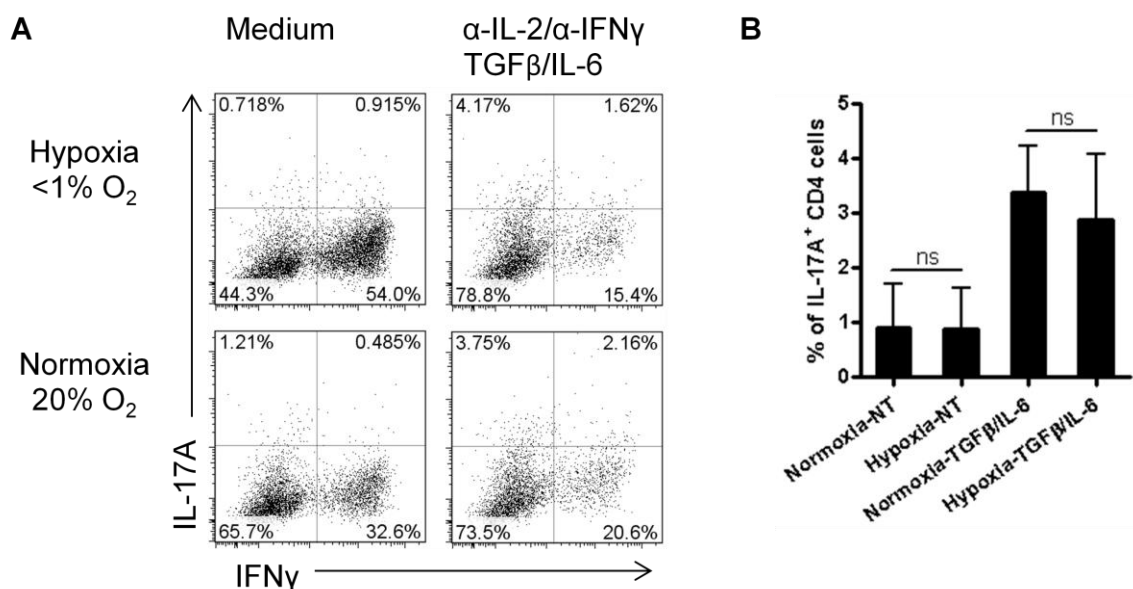 A
Medium
α-IL-2/α-IFNγ
TGFβ/IL-6
Hypoxia
<1% O₂
0.718%
0.915%
44.3%
54.0%
4.17%
1.62%
78.8%
15.4%
Normoxia
20% O₂
1.21%
0.485%
65.7%
32.6%
3.75%
2.16%
73.5%
20.6%
IL-17A
IFNγ
B
% of IL-17A⁺ CD4 cells
5
4
3
2
1
0
ns
ns
Normoxia-NT
Hypoxia-NT
Normoxia-TGFβ/IL-6
Hypoxia-TGFβ/IL-6